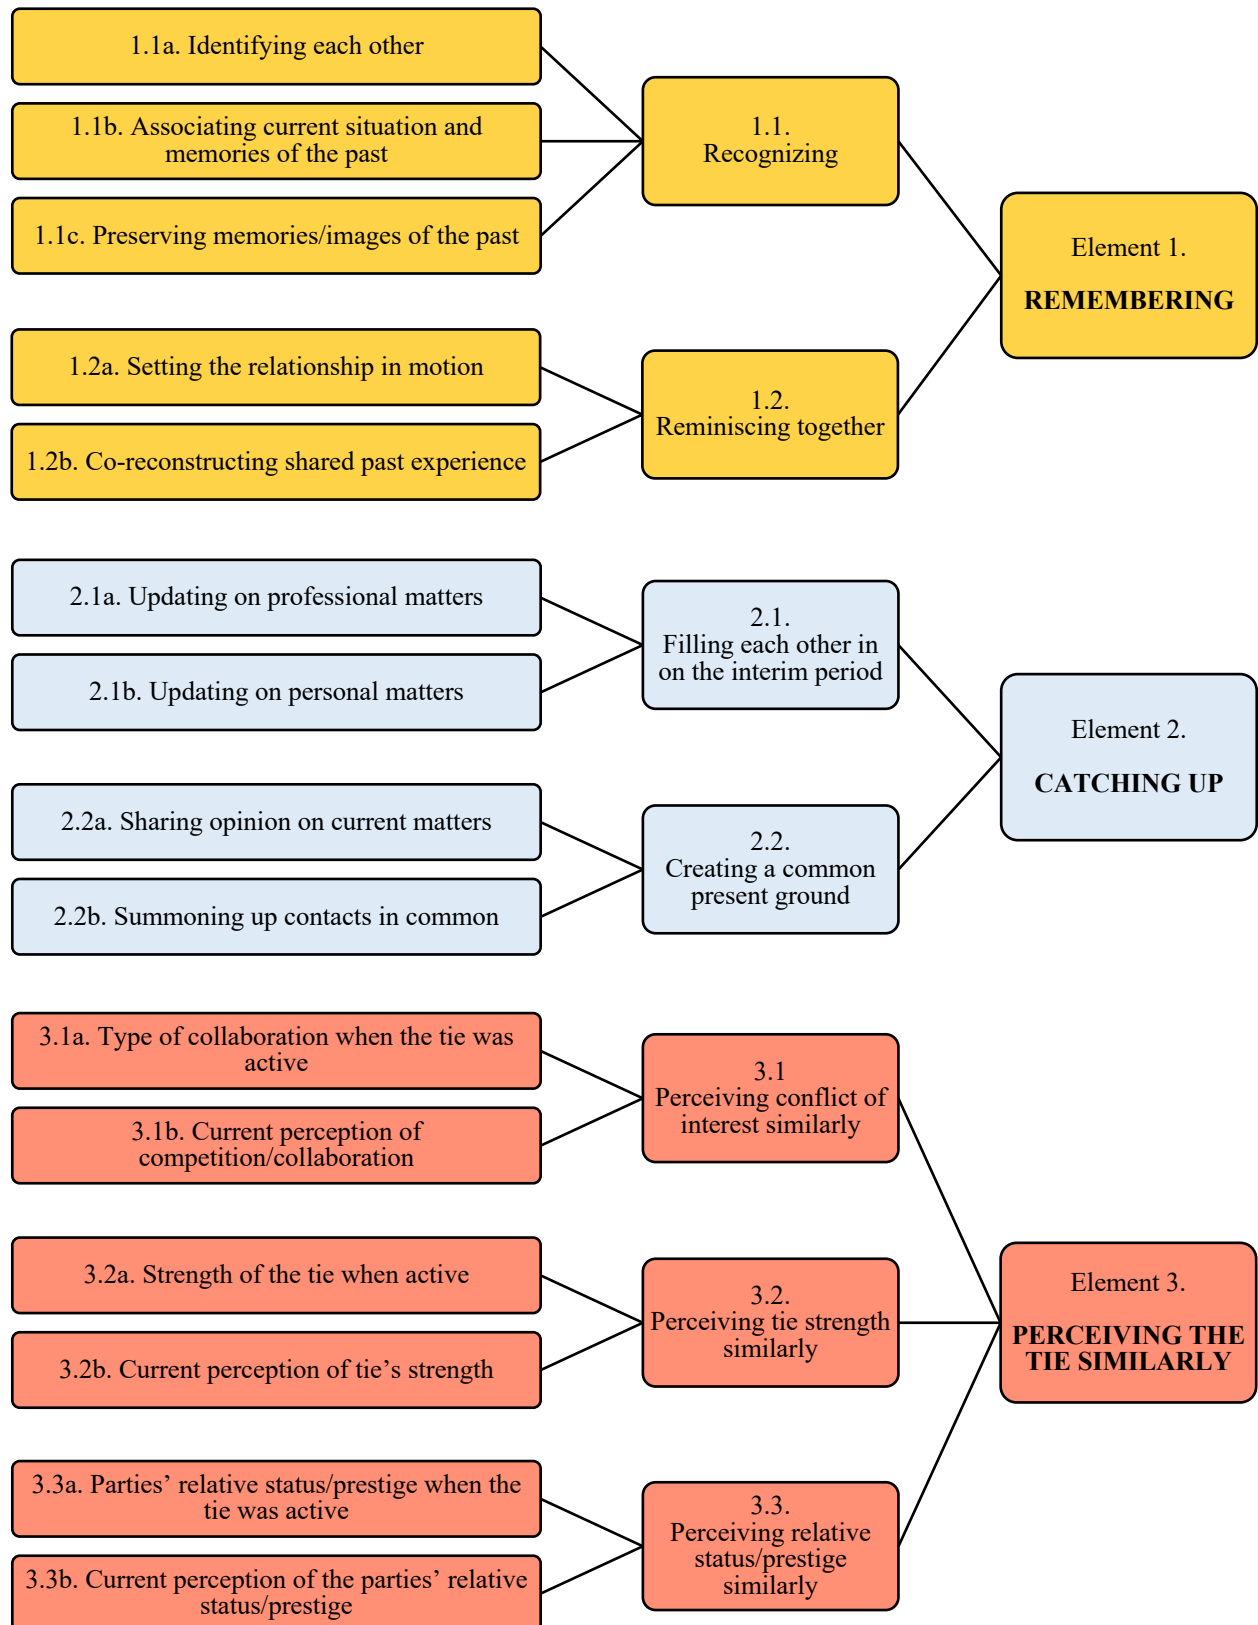 1.1a. Identifying each other
1.1b. Associating current situation and
memories of the past
1.1c. Preserving memories/images of the past
1.1.
Recognizing
1.2a. Setting the relationship in motion
1.2b. Co-reconstructing shared past experience
1.2.
Reminiscing together
Element 1.
REMEMBERING
2.1a. Updating on professional matters
2.1b. Updating on personal matters
2.1.
Filling each other in
on the interim period
2.2a. Sharing opinion on current matters
2.2b. Summoning up contacts in common
2.2.
Creating a common
present ground
Element 2.
CATCHING UP
3.1a. Type of collaboration when the tie was
active
3.1b. Current perception of
competition/collaboration
3.1
Perceiving conflict of
interest similarly
3.2a. Strength of the tie when active
3.2b. Current perception of tie’s strength
3.2.
Perceiving tie strength
similarly
3.3a. Parties’ relative status/prestige when the
tie was active
3.3b. Current perception of the parties’ relative
status/prestige
3.3.
Perceiving relative
status/prestige
similarly
Element 3.
PERCEIVING THE
TIE SIMILARLY